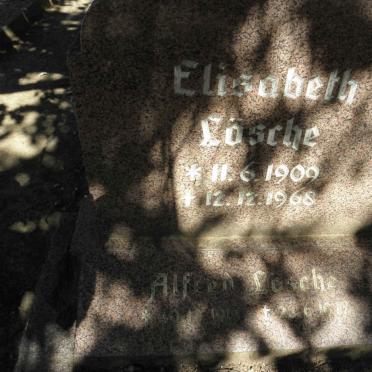 Elisabeth
Lösche
* 11.6.1909
† 12.12.1968
Alfred Lösche